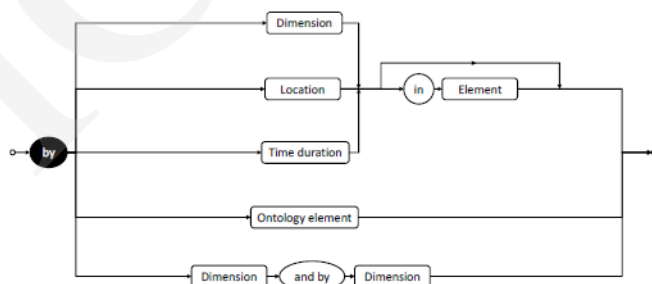 Dimension
Location
in
Element
by
Time duration
Ontology element
Dimension
and by
Dimension